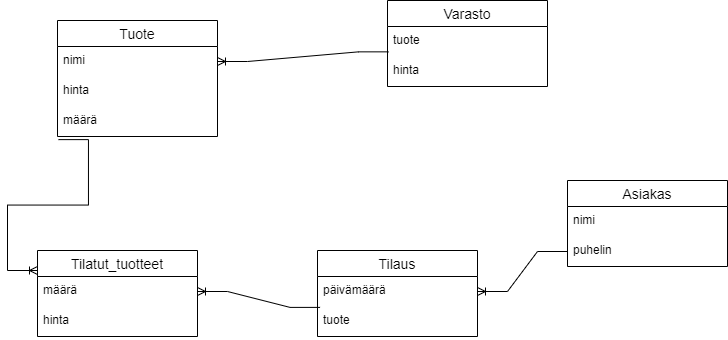 Tuote
nimi
hinta
määrä
Varasto
tuote
hinta
Asiakas
nimi
puhelin
Tilatut_tuotteet
määrä
hinta
Tilaus
päivämäärä
tuote